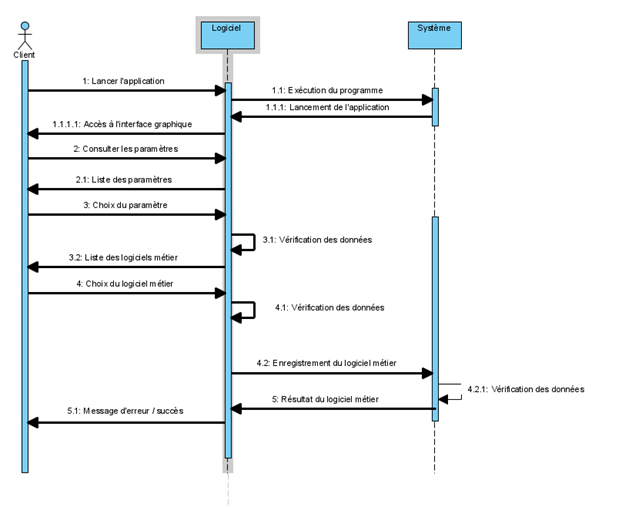 Logiciel
Système
Client
1: Lancer l'application
1.1: Exécution du programme
1.1.1: Lancement de l'application
1.1.1.1: Accès à l'interface graphique
2: Consulter les paramètres
2.1: Liste des paramètres
3: Choix du paramètre
3.1: Vérification des données
3.2: Liste des logiciels métier
4: Choix du logiciel métier
4.1: Vérification des données
4.2: Enregistrement du logiciel métier
4.2.1: Vérification des données
5: Résultat du logiciel métier
5.1: Message d'erreur / succès